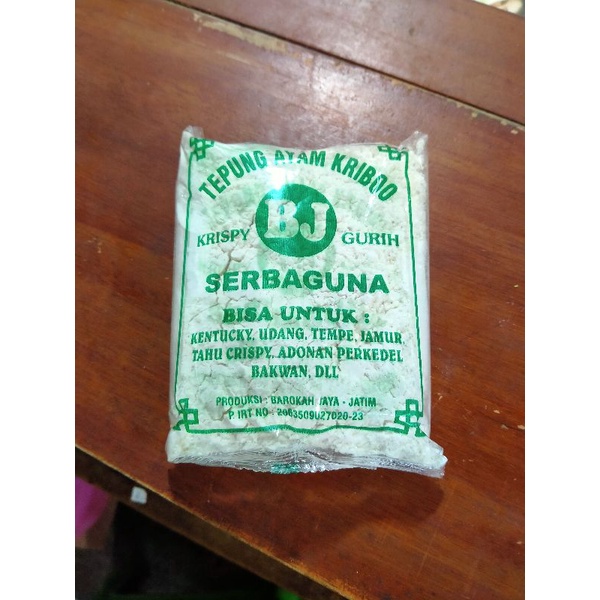 TEPUNG AYAM KRIBOO
BJ
KRISPY GURIH
SERBAGUNA
BISA UNTUK :
KENTUCKY, UDANG, TEMPE, JAMUR,
TAHU CRISPY, ADONAN PERKEDEL
BAKWAN, DLL
PRODUKSI : BAROKAH JAYA - JATIM
P IRT NO : 2063509027020-23